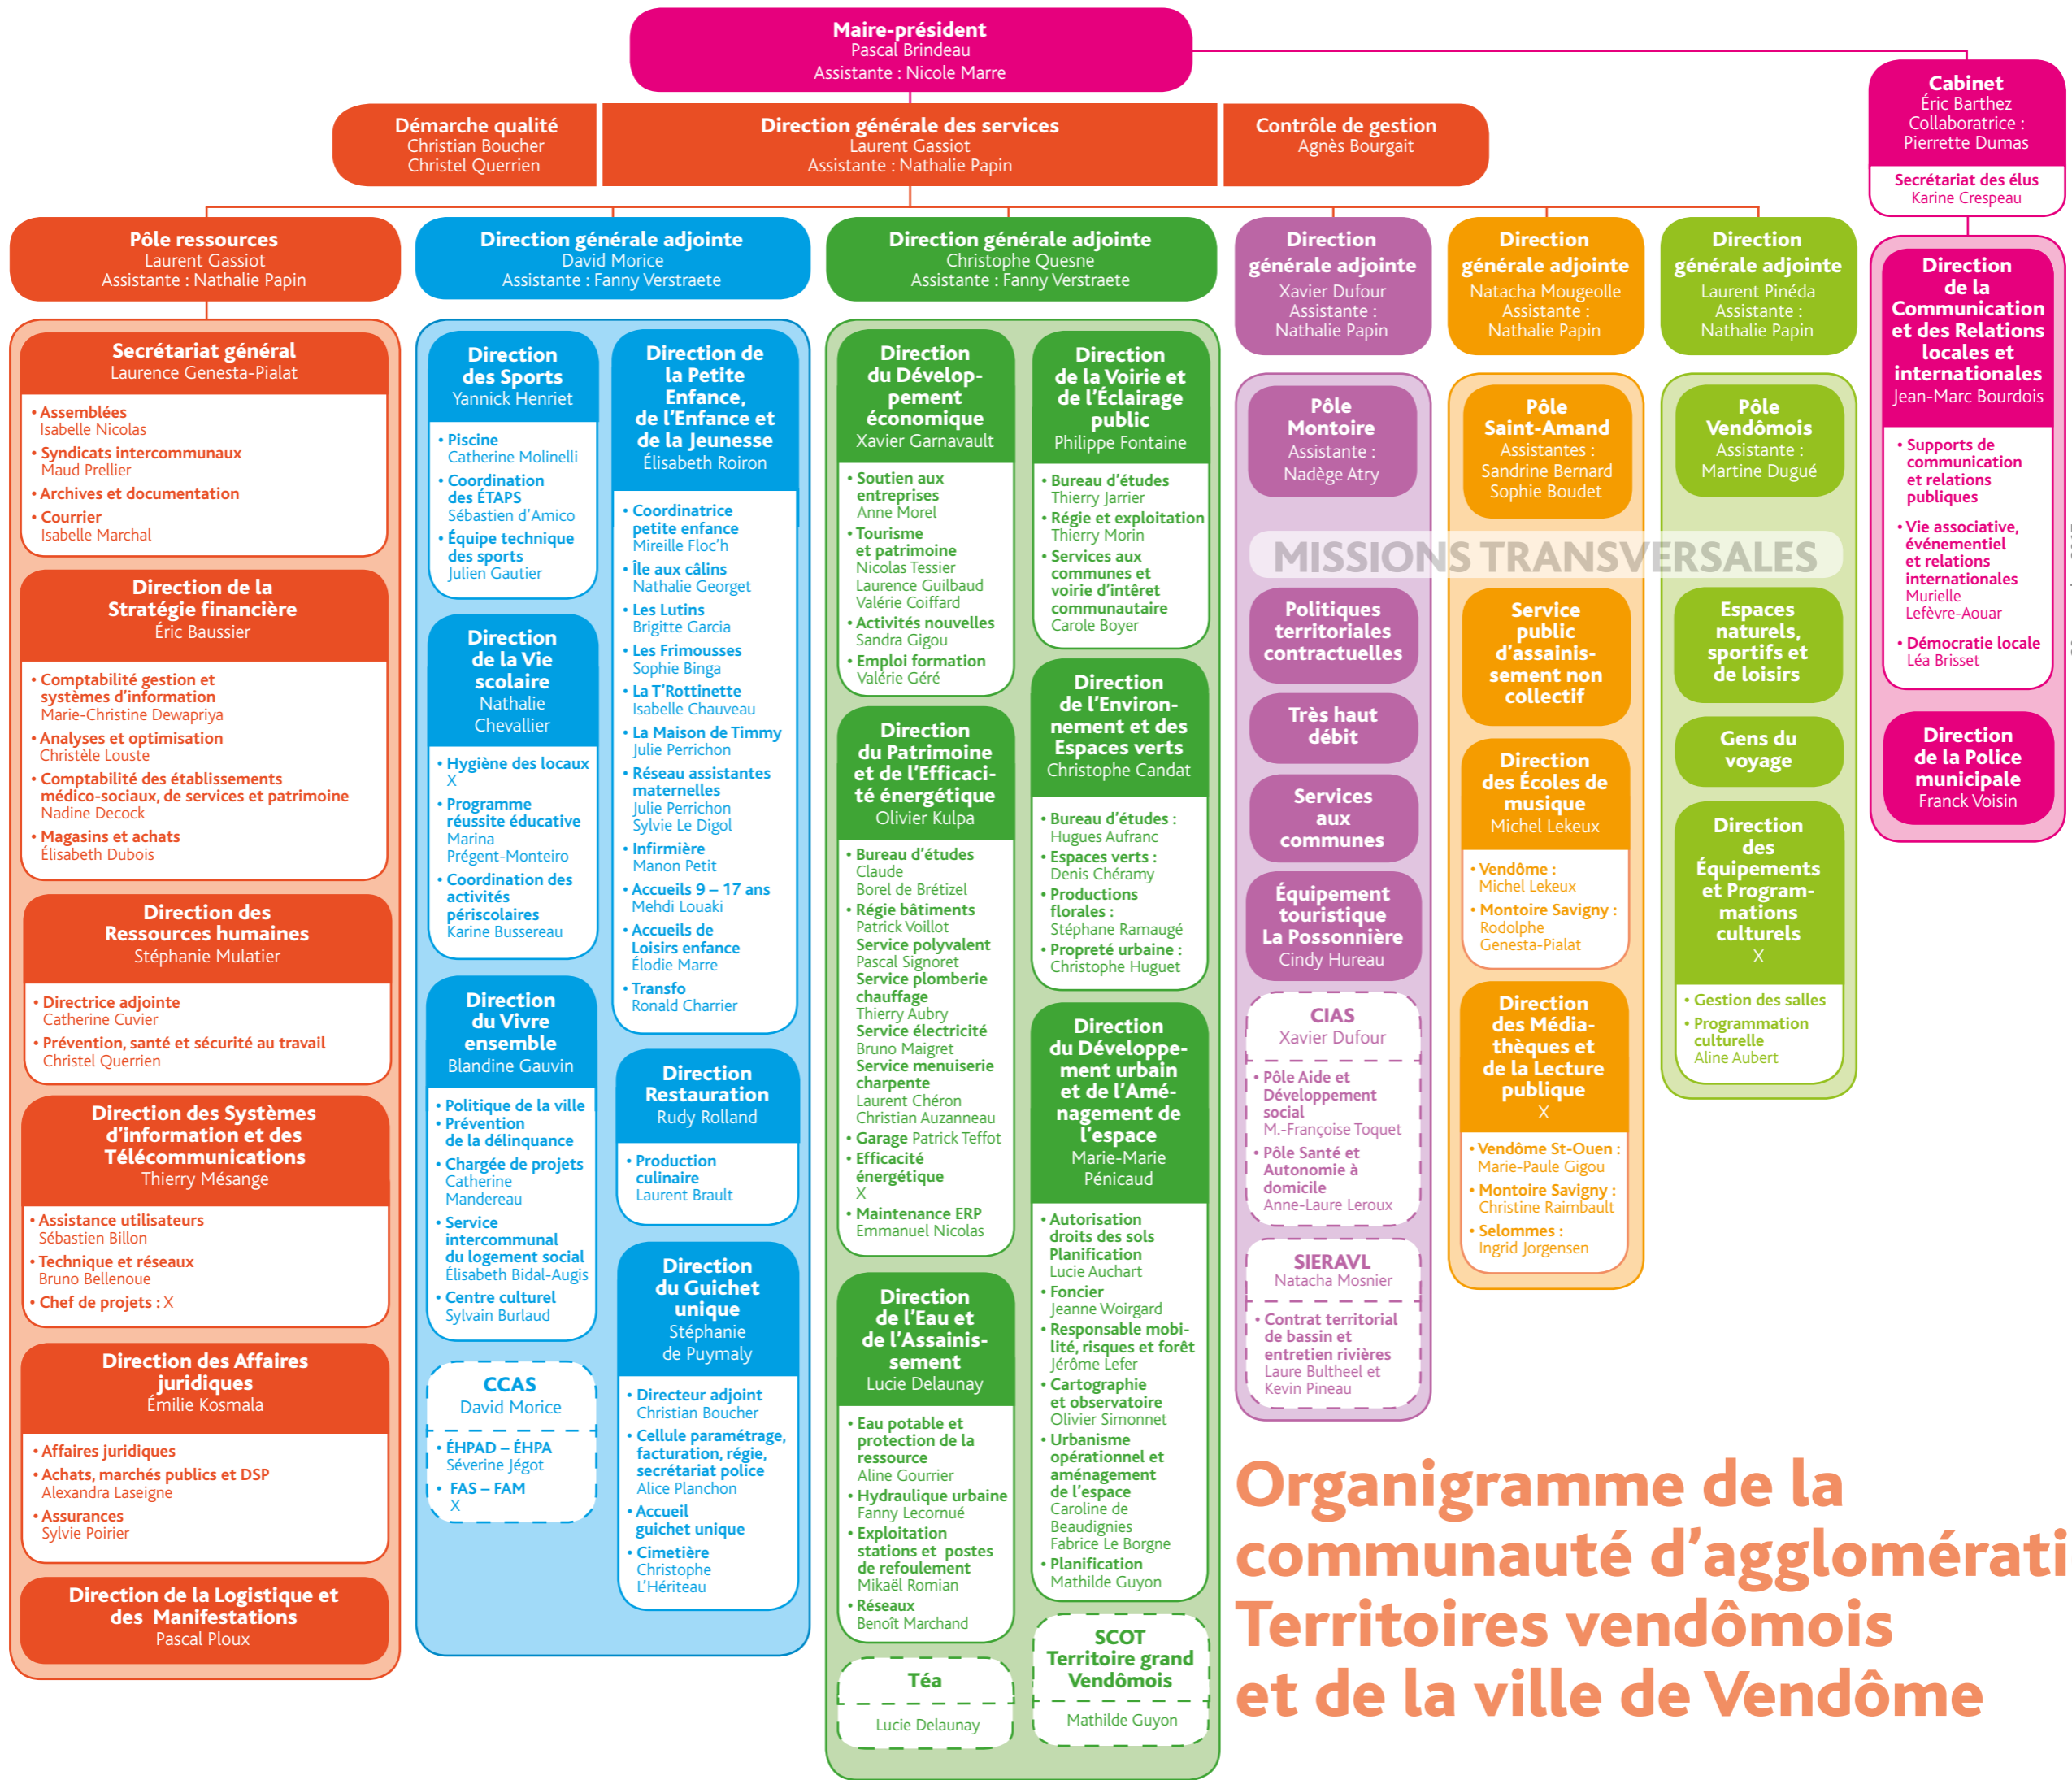 Maire-président
Pascal Brindeau
Assistante : Nicole Marre
Démarche qualité
Christian Boucher
Christel Querrien
Direction générale des services
Laurent Gassiot
Assistante : Nathalie Papin
Contrôle de gestion
Agnès Bourgait
Cabinet
Éric Barthez
Collaboratrice :
Pierrette Dumas
Secrétariat des élus
Karine Crespeau
Pôle ressources
Laurent Gassiot
Assistante : Nathalie Papin
Secrétariat général
Laurence Genesta-Pialat
• Assemblées
Isabelle Nicolas
• Syndicats intercommunaux
Maud Prellier
• Archives et documentation
• Courrier
Isabelle Marchal
Direction de la
Stratégie financière
Éric Baussier
• Comptabilité gestion et
systèmes d'information
Marie-Christine Dewapriya
• Analyses et optimisation
Christèle Louste
• Comptabilité des établissements
médico-sociaux, de services et patrimoine
Nadine Decock
• Magasins et achats
Élisabeth Dubois
Direction des
Ressources humaines
Stéphanie Mulatier
• Directrice adjointe
Catherine Cuvier
• Prévention, santé et sécurité au travail
Christel Querrien
Direction des Systèmes
d'information et des
Télécommunications
Thierry Mésange
• Assistance utilisateurs
Sébastien Billon
• Technique et réseaux
Bruno Bellenoue
• Chef de projets : X
Direction des Affaires
juridiques
Émilie Kosmala
• Affaires juridiques
• Achats, marchés publics et DSP
Alexandra Laseigne
• Assurances
Sylvie Poirier
Direction de la Logistique et
des Manifestations
Pascal Ploux
Direction générale adjointe
David Morice
Assistante : Fanny Verstraete
Direction
des Sports
Yannick Henriet
• Piscine
Catherine Molinelli
• Coordination
des ÉTAPS
Sébastien d'Amico
• Équipe technique
des sports
Julien Gautier
Direction
de la Vie
scolaire
Nathalie
Chevallier
• Hygiène des locaux
X
• Programme
réussite éducative
Marina
Prégent-Monteiro
• Coordination des
activités
périscolaires
Karine Bussereau
Direction
du Vivre
ensemble
Blandine Gauvin
• Politique de la ville
• Prévention
de la délinquance
• Chargée de projets
Catherine
Mandereau
• Service
intercommunal
du logement social
Élisabeth Bidal-Augis
• Centre culturel
Sylvain Burlaud
CCAS
David Morice
• ÉHPAD – ÉHPA
Séverine Jégot
• FAS – FAM
X
Direction de
la Petite
Enfance,
de l'Enfance et
de la Jeunesse
Élisabeth Roiron
• Coordinatrice
petite enfance
Mireille Floc'h
• Île aux câlins
Nathalie Georget
• Les Lutins
Brigitte Garcia
• Les Frimousses
Sophie Binga
• La T'Rottinette
Isabelle Chauveau
• La Maison de Timmy
Julie Perrichon
• Réseau assistantes
maternelles
Julie Perrichon
Sylvie Le Digol
• Infirmière
Manon Petit
• Accueils 9 – 17 ans
Mehdi Louaki
• Accueils de
Loisirs enfance
Élodie Marre
• Transfo
Ronald Charrier
Direction
Restauration
Rudy Rolland
• Production
culinaire
Laurent Brault
Direction
du Guichet
unique
Stéphanie
de Puymaly
• Directeur adjoint
Christian Boucher
• Cellule paramétrage,
facturation, régie,
secrétariat police
Alice Planchon
• Accueil
guichet unique
• Cimetière
Christophe
L'Hériteau
Direction générale adjointe
Christophe Quesne
Assistante : Fanny Verstraete
Direction
du Dévelop-
pement
économique
Xavier Garnavault
• Soutien aux
entreprises
Anne Morel
• Tourisme
et patrimoine
Nicolas Tessier
Laurence Guilbaud
Valérie Coiffard
• Activités nouvelles
Sandra Gigou
• Emploi formation
Valérie Géré
Direction
du Patrimoine
et de l'Efficaci-
té énergétique
Olivier Kulpa
• Bureau d'études
Claude
Borel de Brétizel
• Régie bâtiments
Patrick Voillot
Service polyvalent
Pascal Signoret
Service plomberie
chauffage
Thierry Aubry
Service électricité
Bruno Maigret
Service menuiserie
charpente
Laurent Chéron
Christian Auzanneau
• Garage Patrick Teffot
• Efficacité
énergétique
X
• Maintenance ERP
Emmanuel Nicolas
Direction
de l'Eau et
de l'Assainis-
sement
Lucie Delaunay
• Eau potable et
protection de la
ressource
Aline Gourrier
• Hydraulique urbaine
Fanny Lecornué
• Exploitation
stations et postes
de refoulement
Mikaël Romian
• Réseaux
Benoît Marchand
Téa
Lucie Delaunay
Direction
de la Voirie et
de l'Éclairage
public
Philippe Fontaine
• Bureau d'études
Thierry Jarrier
• Régie et exploitation
Thierry Morin
• Services aux
communes et
voirie d'intêret
communautaire
Carole Boyer
Direction
de l'Environ-
nement et des
Espaces verts
Christophe Candat
• Bureau d'études :
Hugues Aufranc
• Espaces verts :
Denis Chéramy
• Productions
florales :
Stéphane Ramaugé
• Propreté urbaine :
Christophe Huguet
Direction
du Développe-
ment urbain
et de l'Amé-
nagement de
l'espace
Marie-Marie
Pénicaud
• Autorisation
droits des sols
Planification
Lucie Auchart
• Foncier
Jeanne Woirgard
• Responsable mobi-
lité, risques et forêt
Jérôme Lefer
• Cartographie
et observatoire
Olivier Simonnet
• Urbanisme
opérationnel et
aménagement
de l'espace
Caroline de
Beaudignies
Fabrice Le Borgne
• Planification
Mathilde Guyon
SCOT
Territoire grand
Vendômois
Mathilde Guyon
Direction
générale adjointe
Xavier Dufour
Assistante :
Nathalie Papin
Pôle
Montoire
Assistante :
Nadège Atry
Direction
générale adjointe
Natacha Mougeolle
Assistante :
Nathalie Papin
Pôle
Saint-Amand
Assistantes :
Sandrine Bernard
Sophie Boudet
Direction
générale adjointe
Laurent Pinéda
Assistante :
Nathalie Papin
Pôle
Vendômois
Assistante :
Martine Dugué
MISSIONS TRANSVERSALES
Politiques
territoriales
contractuelles
Très haut
débit
Services
aux
communes
Équipement
touristique
La Possonnière
Cindy Hureau
CIAS
Xavier Dufour
• Pôle Aide et
Développement
social
M.-Françoise Toquet
• Pôle Santé et
Autonomie à
domicile
Anne-Laure Leroux
SIERAVL
Natacha Mosnier
• Contrat territorial
de bassin et
entretien rivières
Laure Bultheel et
Kevin Pineau
Service
public
d'assainis-
sement non
collectif
Direction
des Écoles de
musique
Michel Lekeux
• Vendôme :
Michel Lekeux
• Montoire Savigny :
Rodolphe
Genesta-Pialat
Direction
des Média-
thèques et
de la Lecture
publique
X
• Vendôme St-Ouen :
Marie-Paule Gigou
• Montoire Savigny :
Christine Raimbault
• Selommes :
Ingrid Jorgensen
Espaces
naturels,
sportifs et
de loisirs
Gens du
voyage
Direction
des
Équipements
et Program-
mations
culturels
X
• Gestion des salles
• Programmation
culturelle
Aline Aubert
Direction
de la
Communication
et des Relations
locales et
internationales
Jean-Marc Bourdois
• Supports de
communication
et relations
publiques
• Vie associative,
événementiel
et relations
internationales
Murielle
Lefèvre-Aouar
• Démocratie locale
Léa Brisset
Direction
de la Police
municipale
Franck Voisin
Organigramme de la
communauté d'agglomérati
Territoires vendômois
et de la ville de Vendôme